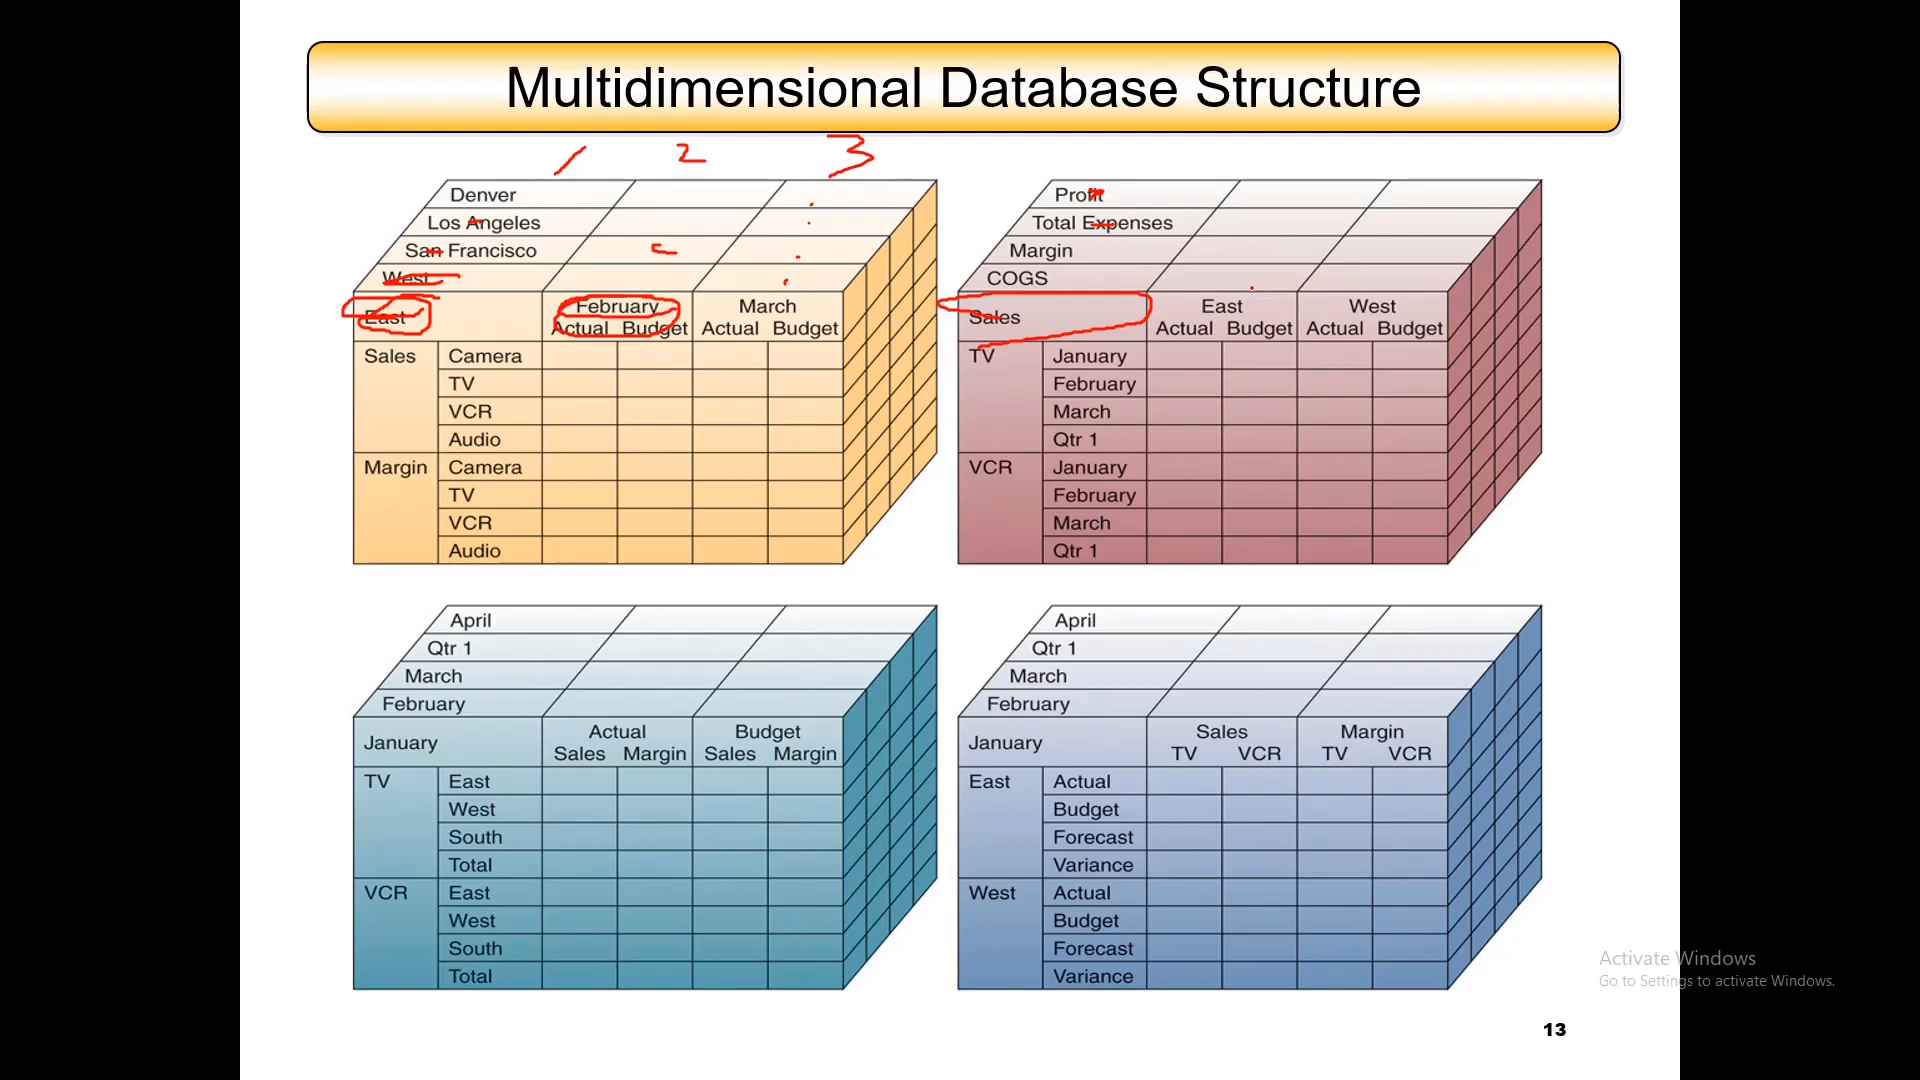 Multidimensional Database Structure
1 2 3
Denver
Los Angeles
San Francisco
West
East
February March
Actual Budget Actual Budget
Sales Camera
TV
VCR
Audio
Margin Camera
TV
VCR
Audio
Profit
Total Expenses
Margin
COGS
Sales
East West
Actual Budget Actual Budget
TV January
February
March
Qtr 1
VCR January
February
March
Qtr 1
April
Qtr 1
March
February
January
Actual Budget
Sales Margin Sales Margin
TV East
West
South
Total
VCR East
West
South
Total
April
Qtr 1
March
February
January
Sales Margin
TV VCR TV VCR
East Actual
Budget
Forecast
Variance
West Actual
Budget
Forecast
Variance
Activate Windows
Go to Settings to activate Windows.
13